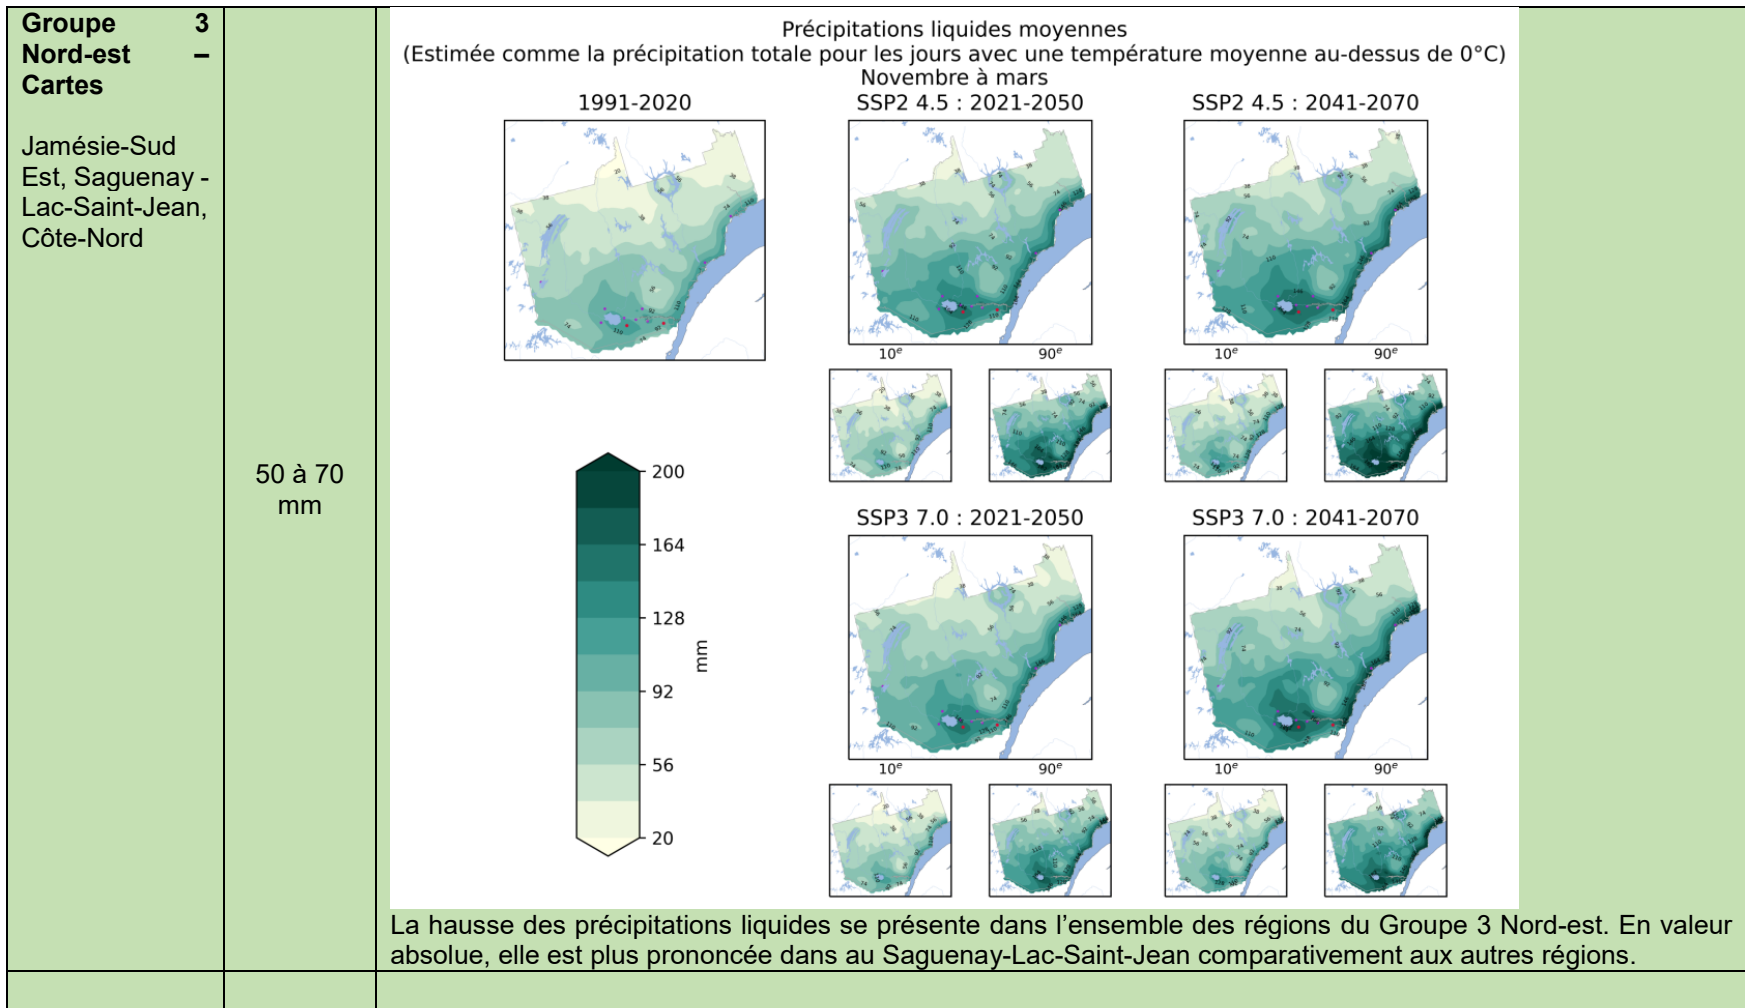 Groupe 3
Nord-est –
Cartes
Jamésie-Sud
Est, Saguenay -
Lac-Saint-Jean,
Côte-Nord
50 à 70
mm
Précipitations liquides moyennes
(Estimée comme la précipitation totale pour les jours avec une température moyenne au-dessus de 0°C)
Novembre à mars
1991-2020
SSP2 4.5 : 2021-2050
SSP2 4.5 : 2041-2070
10e 90e
10e 90e
200
164
128
92
56
20
mm
SSP3 7.0 : 2021-2050
SSP3 7.0 : 2041-2070
10e 90e
10e 90e
La hausse des précipitations liquides se présente dans l’ensemble des régions du Groupe 3 Nord-est. En valeur
absolue, elle est plus prononcée dans au Saguenay-Lac-Saint-Jean comparativement aux autres régions.